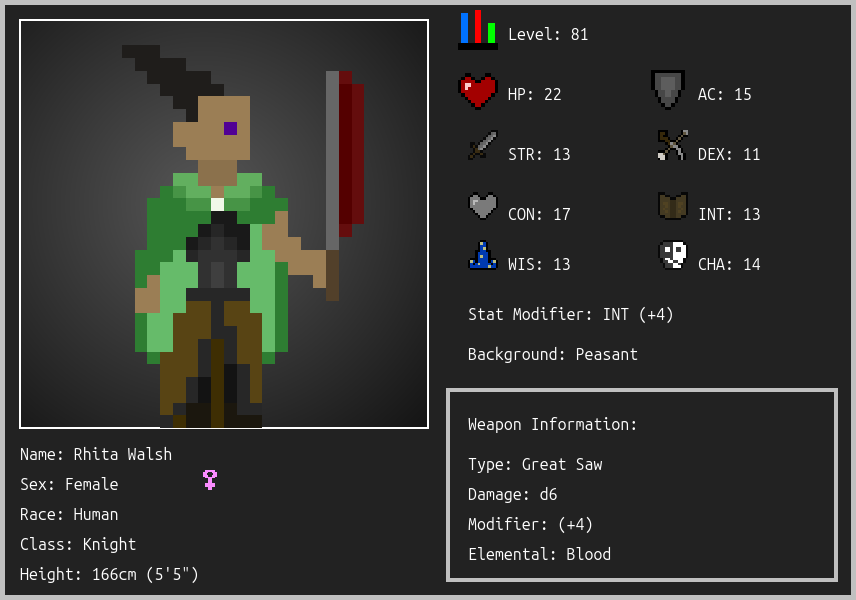 Level: 81
HP: 22
AC: 15
STR: 13
DEX: 11
CON: 17
INT: 13
WIS: 13
CHA: 14
Stat Modifier: INT (+4)
Background: Peasant
Weapon Information:
Type: Great Saw
Damage: d6
Modifier: (+4)
Elemental: Blood
Name: Rhita Walsh
Sex: Female
Race: Human
Class: Knight
Height: 166cm (5'5")